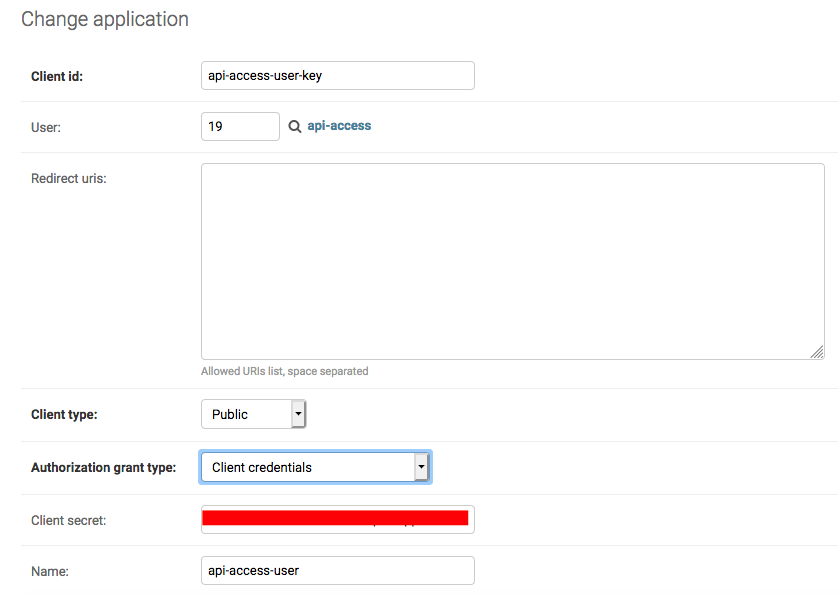 Change application
Client id: api-access-user-key
User: 19 api-access
Redirect uris:
Allowed URIs list, space separated
Client type: Public
Authorization grant type: Client credentials
Client secret:
Name: api-access-user